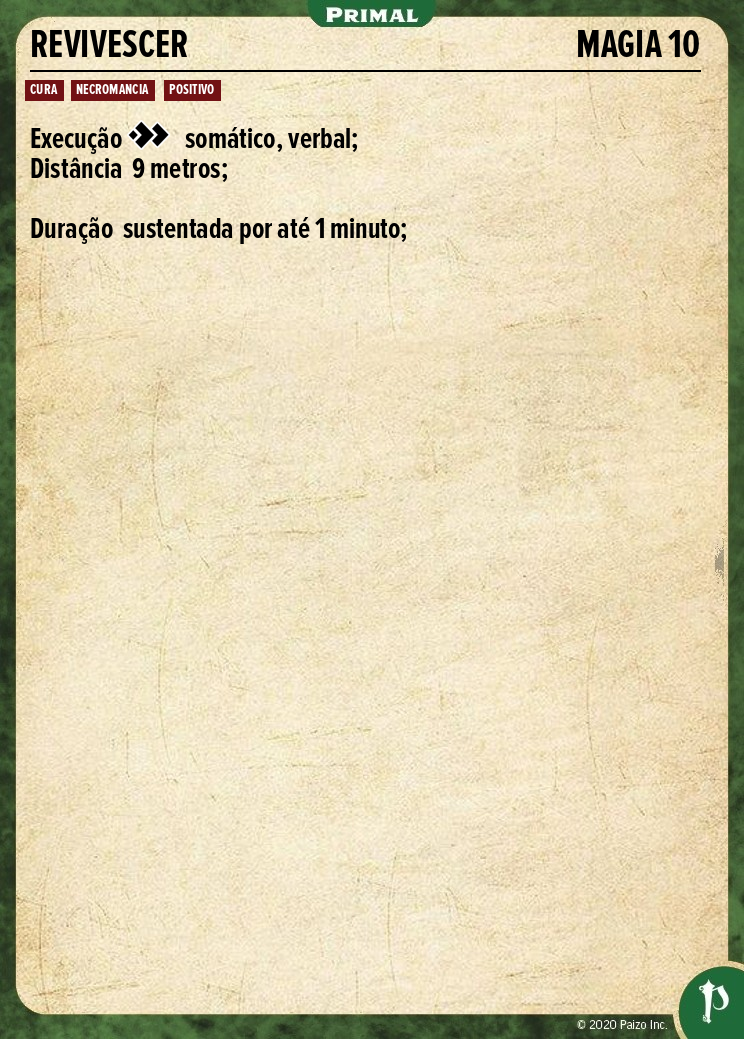 PRIMAL
REVIVESCER MAGIA 10
CURA NECROMANCIA POSITIVO
Execução somático, verbal;
Distância 9 metros;
Duração sustentada por até 1 minuto;
© 2020 Paizo Inc.